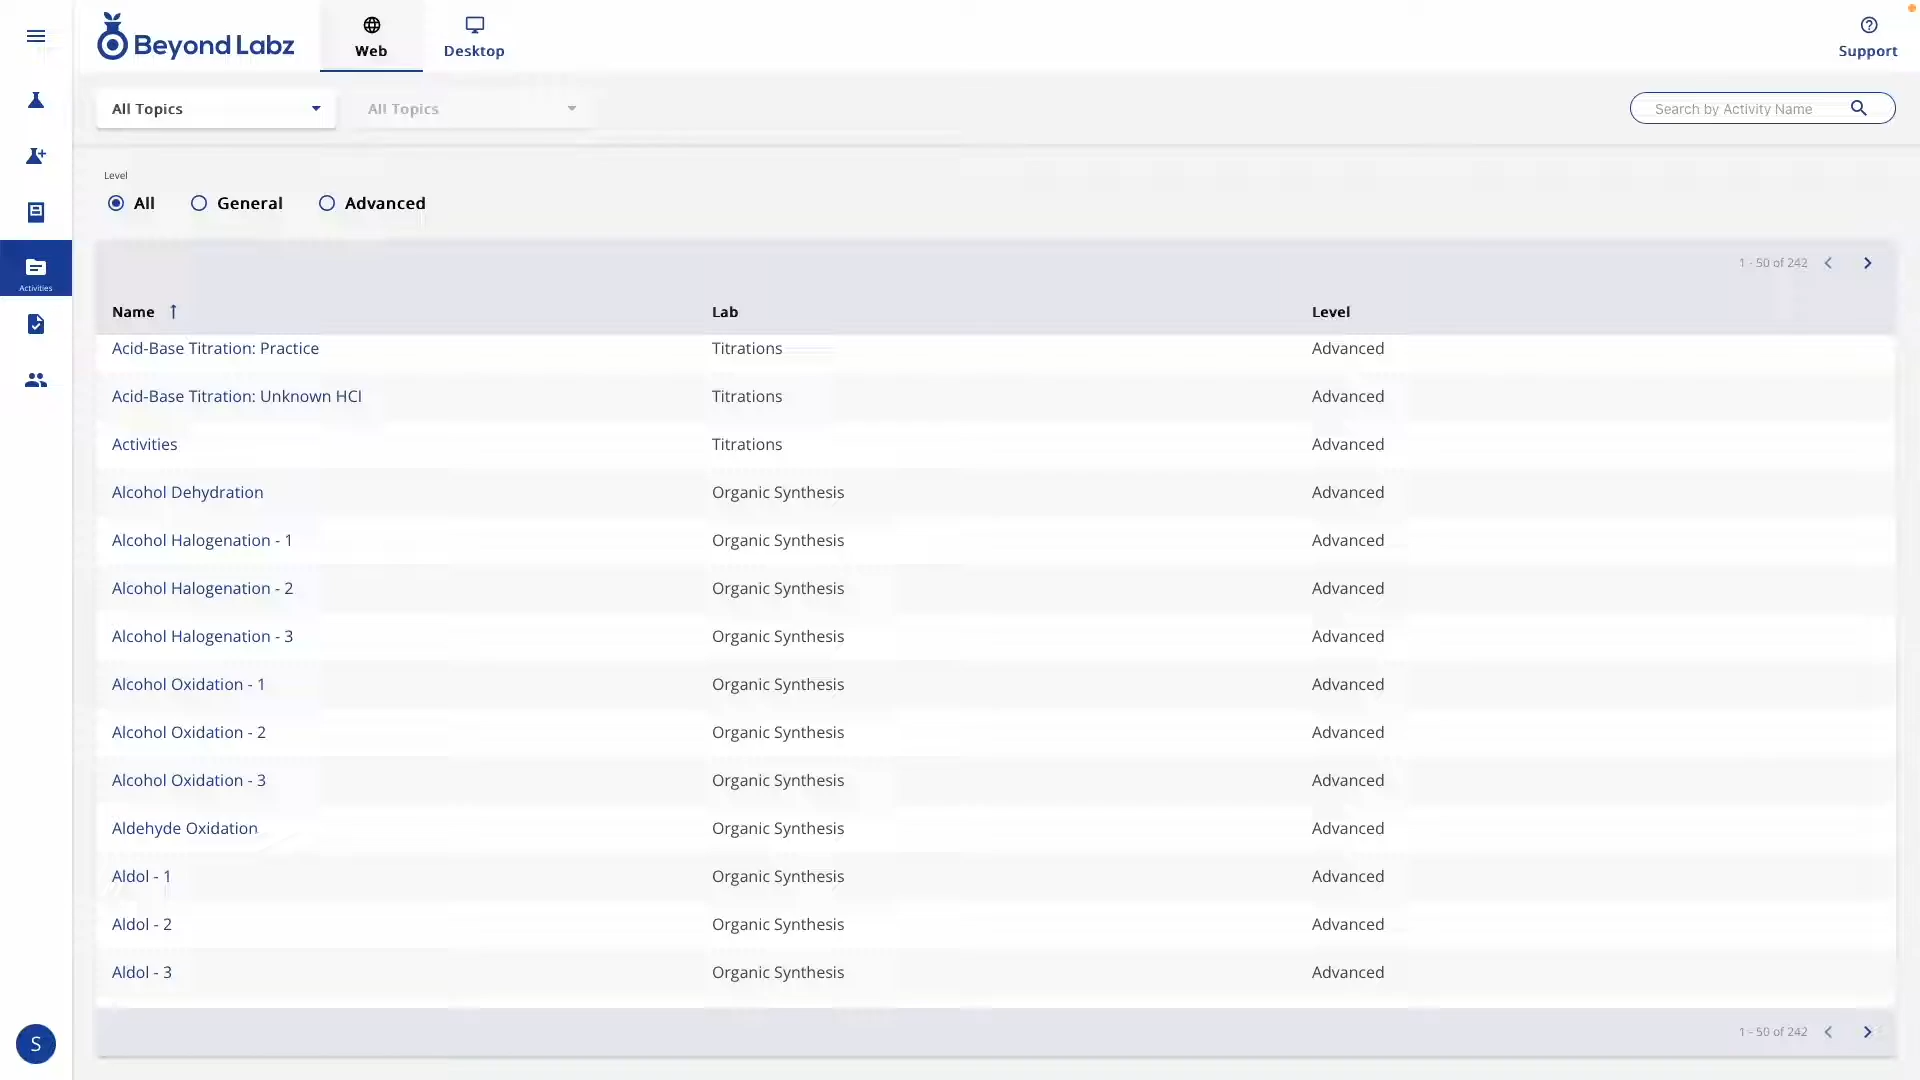 Beyond Labz
Web
Desktop
Support
All Topics
All Topics
Search by Activity Name
Level
All
General
Advanced
Activities
1 - 50 of 242
Name ↑
Lab
Level
Acid-Base Titration: Practice
Titrations
Advanced
Acid-Base Titration: Unknown HCl
Titrations
Advanced
Activities
Titrations
Advanced
Alcohol Dehydration
Organic Synthesis
Advanced
Alcohol Halogenation - 1
Organic Synthesis
Advanced
Alcohol Halogenation - 2
Organic Synthesis
Advanced
Alcohol Halogenation - 3
Organic Synthesis
Advanced
Alcohol Oxidation - 1
Organic Synthesis
Advanced
Alcohol Oxidation - 2
Organic Synthesis
Advanced
Alcohol Oxidation - 3
Organic Synthesis
Advanced
Aldehyde Oxidation
Organic Synthesis
Advanced
Aldol - 1
Organic Synthesis
Advanced
Aldol - 2
Organic Synthesis
Advanced
Aldol - 3
Organic Synthesis
Advanced
1 - 50 of 242
S